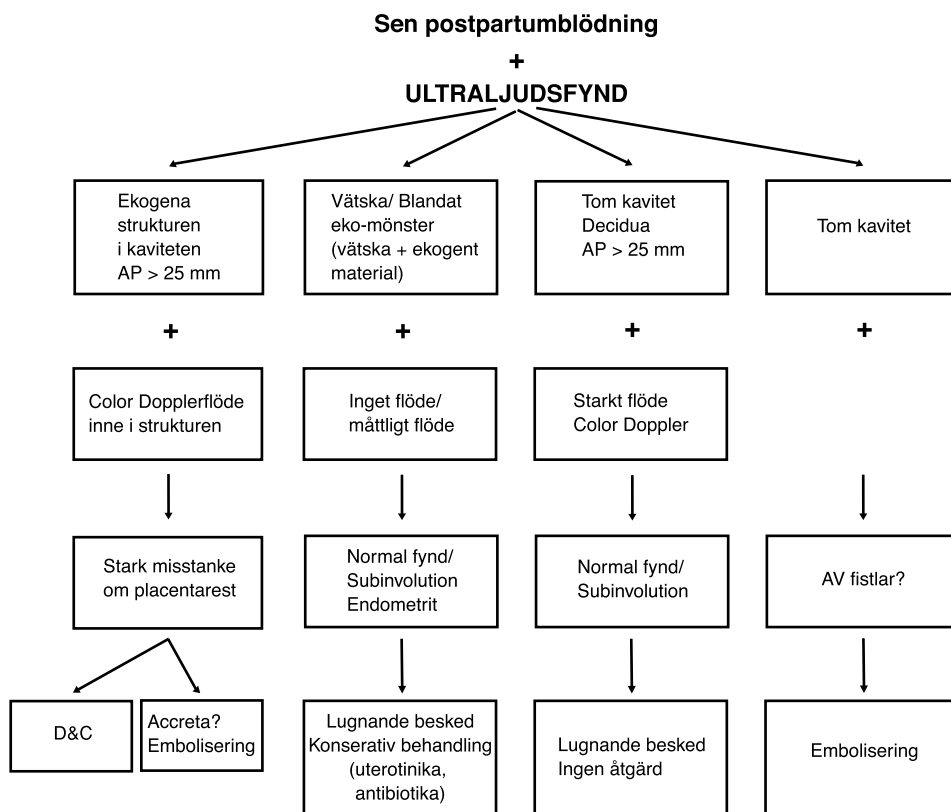 Sen postpartumblödning
+
ULTRALJUDSFYND
Ekogena
strukturen
i kaviteten
AP > 25 mm
Vätska/ Blandat
eko-mönster
(vätska + ekogent
material)
Tom kavitet
Decidua
AP > 25 mm
Tom kavitet
+
+
+
+
Color Dopplerflöde
inne i strukturen
Inget flöde/
måttligt flöde
Starkt flöde
Color Doppler
Stark misstanke
om placentarest
Normal fynd/
Subinvolution
Endometrit
Normal fynd/
Subinvolution
AV fistlar?
D&C
Accreta?
Embolisering
Lugnande besked
Konserativ behandling
(uterotinika,
antibiotika)
Lugnande besked
Ingen åtgärd
Embolisering